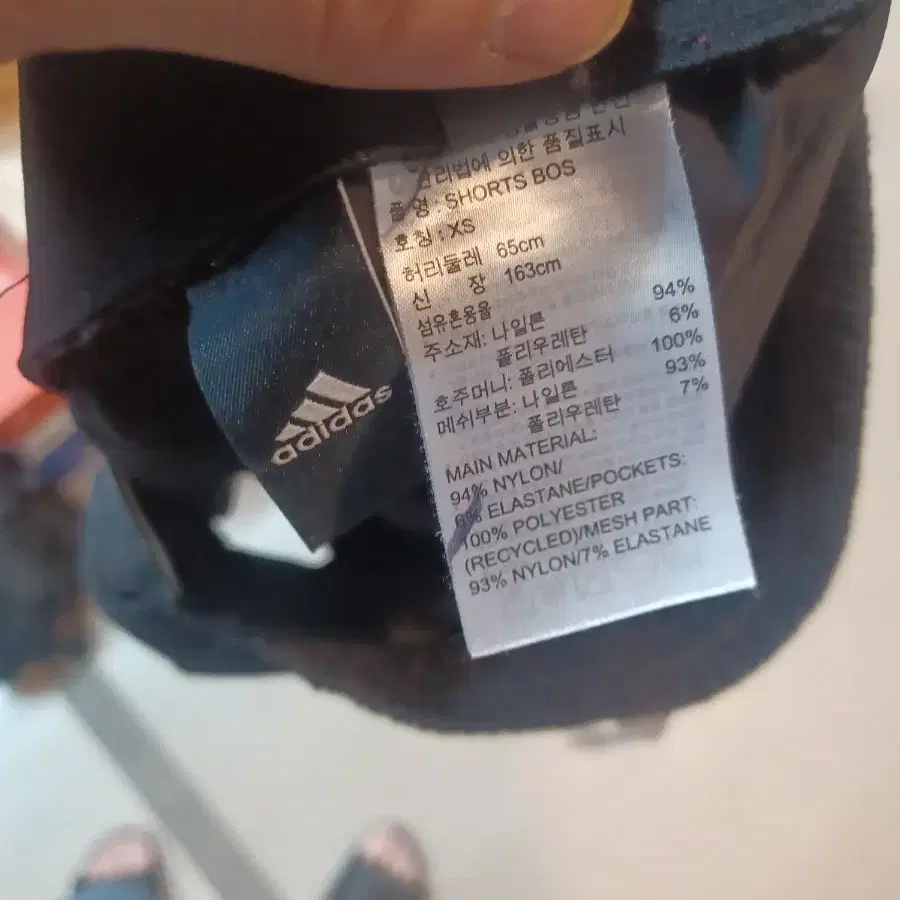 관리법에 의한 품질표시
품 명 : SHORTS BOS
호칭 : XS
허리둘레 65cm
신 장 163cm
섬유혼용율
주소재: 나일론 94%
폴리우레탄 6%
호주머니: 폴리에스터 100%
메쉬부분: 나일론 93%
폴리우레탄 7%
MAIN MATERIAL:
94% NYLON/
6% ELASTANE/POCKETS:
100% POLYESTER
(RECYCLED)/MESH PART:
93% NYLON/7% ELASTANE
adidas